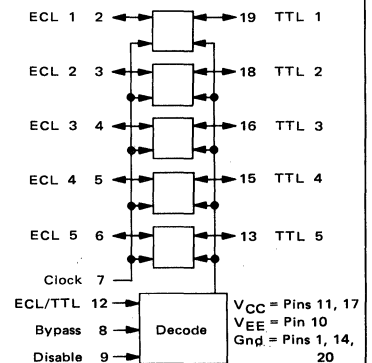 ECL 1 2 19 TTL 1
ECL 2 3 18 TTL 2
ECL 3 4 16 TTL 3
ECL 4 5 15 TTL 4
ECL 5 6 13 TTL 5
Clock 7
ECL/TTL 12
Bypass 8
Disable 9
Decode
VCC = Pins 11, 17
VEE = Pin 10
Gnd = Pins 1, 14,
20